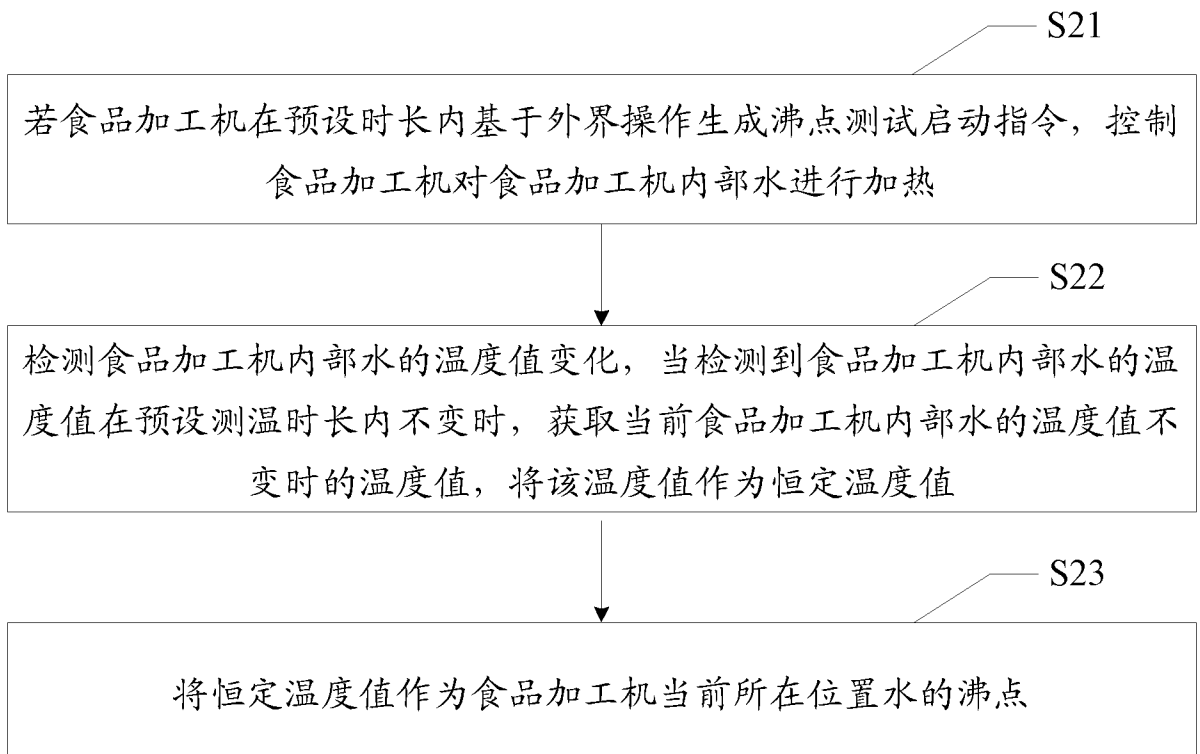 S21
若食品加工机在预设时长内基于外界操作生成沸点测试启动指令，控制
食品加工机对食品加工机内部水进行加热
S22
检测食品加工机内部水的温度值变化，当检测到食品加工机内部水的温
度值在预设测温时长内不变时，获取当前食品加工机内部水的温度值不
变时的温度值，将该温度值作为恒定温度值
S23
将恒定温度值作为食品加工机当前所在位置水的沸点